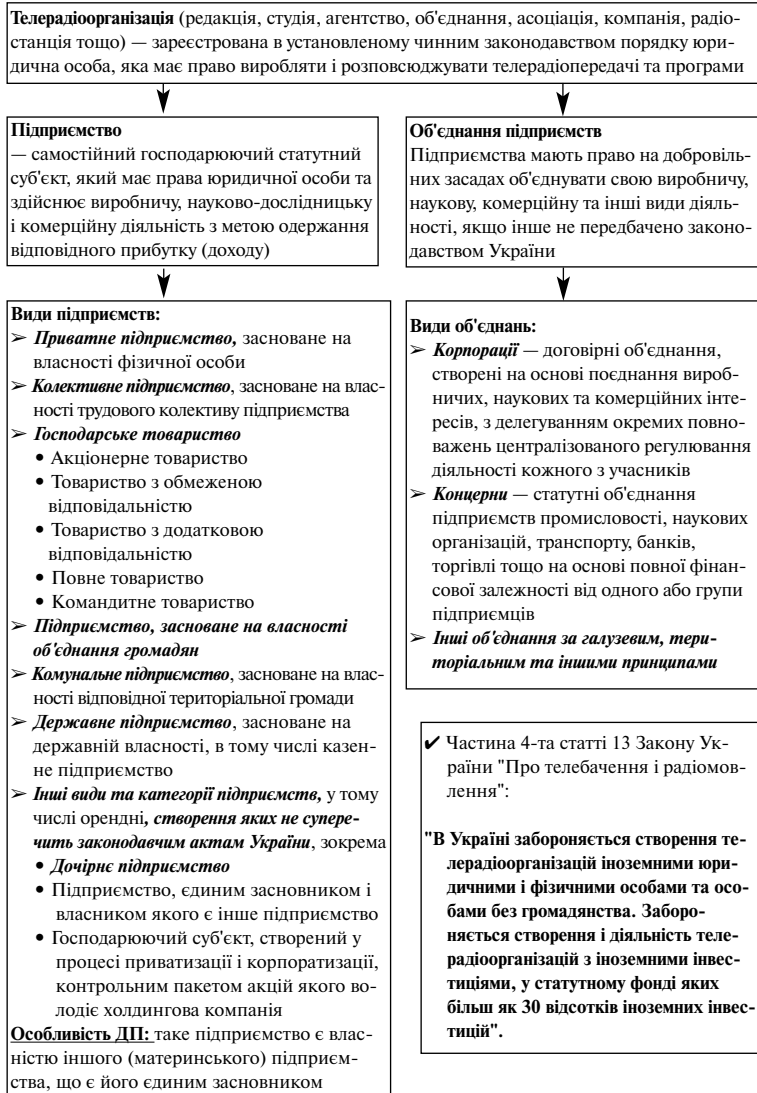 Телерадіоорганізація (редакція, студія, агентство, об'єднання, асоціація, компанія, радіо-
станція тощо) — зареєстрована в установленому чинним законодавством порядку юри-
дична особа, яка має право виробляти і розповсюджувати телерадіопередачі та програми
Підприємство
— самостійний господарюючий статутний
суб'єкт, який має права юридичної особи та
здійснює виробничу, науково-дослідницьку
і комерційну діяльність з метою одержання
відповідного прибутку (доходу)
Об'єднання підприємств
Підприємства мають право на добровіль-
них засадах об'єднувати свою виробничу,
наукову, комерційну та інші види діяль-
ності, якщо інше не передбачено законо-
давством України
Види підприємств:
➢ Приватне підприємство, засноване на
власності фізичної особи
➢ Колективне підприємство, засноване на влас-
ності трудового колективу підприємства
➢ Господарське товариство
• Акціонерне товариство
• Товариство з обмеженою
відповідальністю
• Товариство з додатковою
відповідальністю
• Повне товариство
• Командитне товариство
➢ Підприємство, засноване на власності
об'єднання громадян
➢ Комунальне підприємство, засноване на влас-
ності відповідної територіальної громади
➢ Державне підприємство, засноване на
державній власності, в тому числі казен-
не підприємство
➢ Інші види та категорії підприємств, у тому
числі орендні, створення яких не супере-
чить законодавчим актам України, зокрема
• Дочірнє підприємство
• Підприємство, єдиним засновником і
власником якого є інше підприємство
• Господарюючий суб'єкт, створений у
процесі приватизації і корпоратизації,
контрольним пакетом акцій якого во-
лодіє холдингова компанія
Особливість ДП: таке підприємство є влас-
ністю іншого (материнського) підприєм-
ства, що є його єдиним засновником
Види об'єднань:
➢ Корпорації — договірні об'єднання,
створені на основі поєднання вироб-
ничих, наукових та комерційних інте-
ресів, з делегуванням окремих повно-
важень централізованого регулювання
діяльності кожного з учасників
➢ Концерни — статутні об'єднання
підприємств промисловості, наукових
організацій, транспорту, банків,
торгівлі тощо на основі повної фінан-
сової залежності від одного або групи
підприємців
➢ Інші об'єднання за галузевим, тери-
торіальним та іншими принципами
✔ Частина 4-та статті 13 Закону Ук-
раїни "Про телебачення і радіомов-
лення":
"В Україні забороняється створення те-
лерадіоорганізацій іноземними юри-
дичними і фізичними особами та осо-
бами без громадянства. Заборо-
няється створення і діяльність теле-
радіоорганізацій з іноземними інвес-
тиціями, у статутному фонді яких
більш як 30 відсотків іноземних інвес-
тицій".